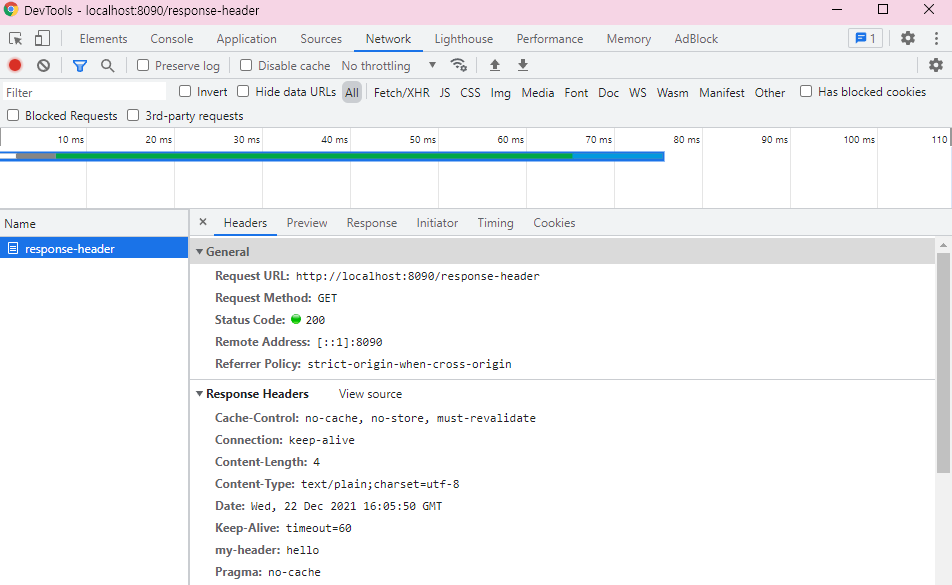 DevTools - localhost:8090/response-header
Elements Console Application Sources Network Lighthouse Performance Memory AdBlock 1
Preserve log Disable cache No throttling
Filter Invert Hide data URLs All Fetch/XHR JS CSS Img Media Font Doc WS Wasm Manifest Other Has blocked cookies
Blocked Requests 3rd-party requests
10 ms 20 ms 30 ms 40 ms 50 ms 60 ms 70 ms 80 ms 90 ms 100 ms 110
Name
response-header
× Headers Preview Response Initiator Timing Cookies
General
Request URL: http://localhost:8090/response-header
Request Method: GET
Status Code: 200
Remote Address: [::1]:8090
Referrer Policy: strict-origin-when-cross-origin
Response Headers View source
Cache-Control: no-cache, no-store, must-revalidate
Connection: keep-alive
Content-Length: 4
Content-Type: text/plain;charset=utf-8
Date: Wed, 22 Dec 2021 16:05:50 GMT
Keep-Alive: timeout=60
my-header: hello
Pragma: no-cache